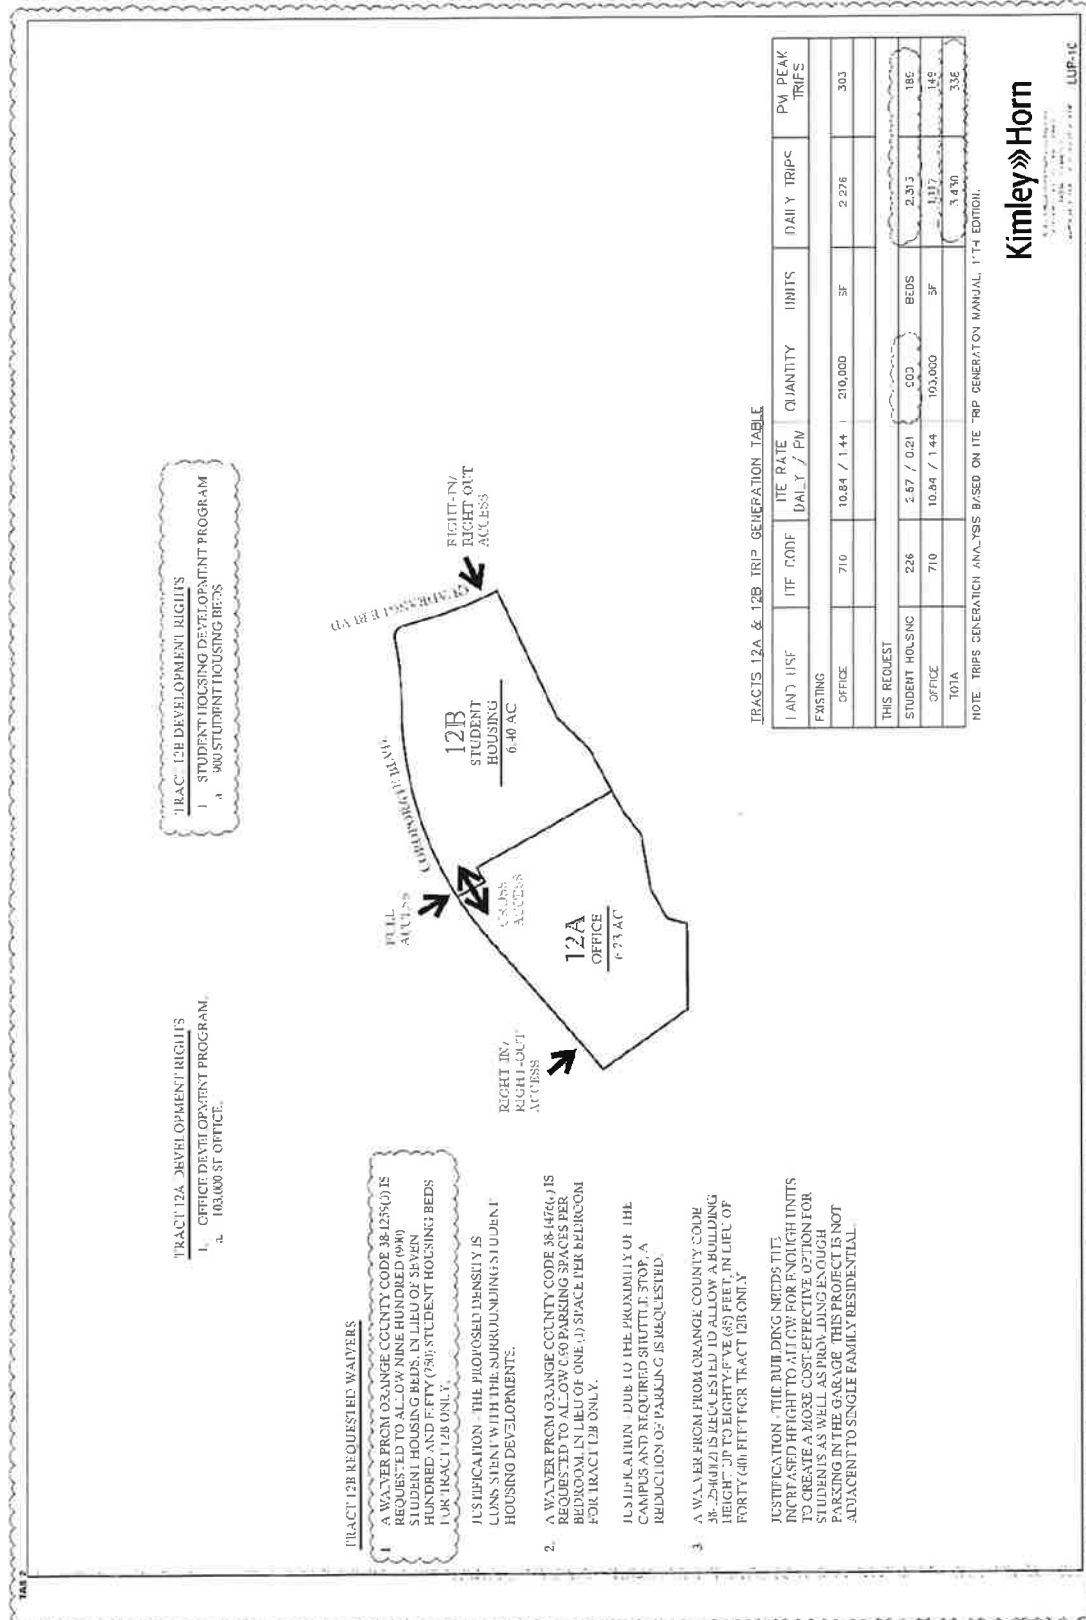 TAB 2
TRACT 12A DEVELOPMENT RIGHTS
1. OFFICE DEVELOPMENT PROGRAM.
a. 103,000 SF OFFICE.
TRACT 12B DEVELOPMENT RIGHTS
1 STUDENT HOUSING DEVELOPMENT PROGRAM
a 900 STUDENT HOUSING BEDS
TRACT 12B REQUESTED WAIVERS
1 A WAIVER FROM ORANGE COUNTY CODE IS
REQUESTED TO ALLOW NINE HUNDRED (900)
STUDENT HOUSING BEDS, IN LIEU OF SEVEN
HUNDRED AND FIFTY (750) STUDENT HOUSING BEDS
FOR TRACT 12B ONLY.
JUSTIFICATION - THE PROPOSED DENSITY IS
CONSISTENT WITH THE SURROUNDING STUDENT
HOUSING DEVELOPMENTS.
2. A WAIVER FROM ORANGE COUNTY CODE IS
REQUESTED TO ALLOW 0.90 PARKING SPACES PER
BEDROOM, IN LIEU OF ONE (1) SPACE PER BEDROOM
FOR TRACT 12B ONLY.
JUSTIFICATION - DUE TO THE PROXIMITY OF THE
CAMPUS AND REQUIRED SHUTTLE STOP, A
REDUCTION OF PARKING IS REQUESTED.
3 A WAIVER FROM FROM ORANGE COUNTY CODE
IS REQUESTED TO ALLOW A BUILDING
HEIGHT UP TO EIGHTY-FIVE (85) FEET, IN LIEU OF
FORTY (40) FEET FOR TRACT 12B ONLY
JUSTIFICATION - THE BUILDING NEEDS THE
INCREASED HEIGHT TO ALLOW FOR ENOUGH UNITS
TO CREATE A MORE COST-EFFECTIVE OPTION FOR
STUDENTS AS WELL AS PROVIDING ENOUGH
PARKING IN THE GARAGE. THIS PROJECT IS NOT
ADJACENT TO SINGLE FAMILY RESIDENTIAL.
RIGHT-IN/
RIGHT-OUT
ACCESS
FULL
ACCESS
CROSS
ACCESS
CORPORATE BLVD.
QUADRANGLE BLVD
RIGHT-IN/
RIGHT OUT
ACCESS
12A
OFFICE
6.23 AC
12B
STUDENT
HOUSING
6.40 AC
TRACTS 12A & 12B TRIP GENERATION TABLE
LAND USE ITE CODE ITE RATE DAILY / PM QUANTITY UNITS DAILY TRIPS PM PEAK TRIPS
EXISTING
OFFICE 710 10.84 / 1.44 210,000 SF 2,276 303
THIS REQUEST
STUDENT HOUSING 226 2.57 / 0.21 900 BEDS 2,313 189
OFFICE 710 10.84 / 1.44 103,000 SF 1,117 149
TOTAL 3,430 338
NOTE TRIPS GENERATION ANALYSIS BASED ON ITE TRIP GENERATION MANUAL, 11TH EDITION.
Kimley»Horn
LUP-1C